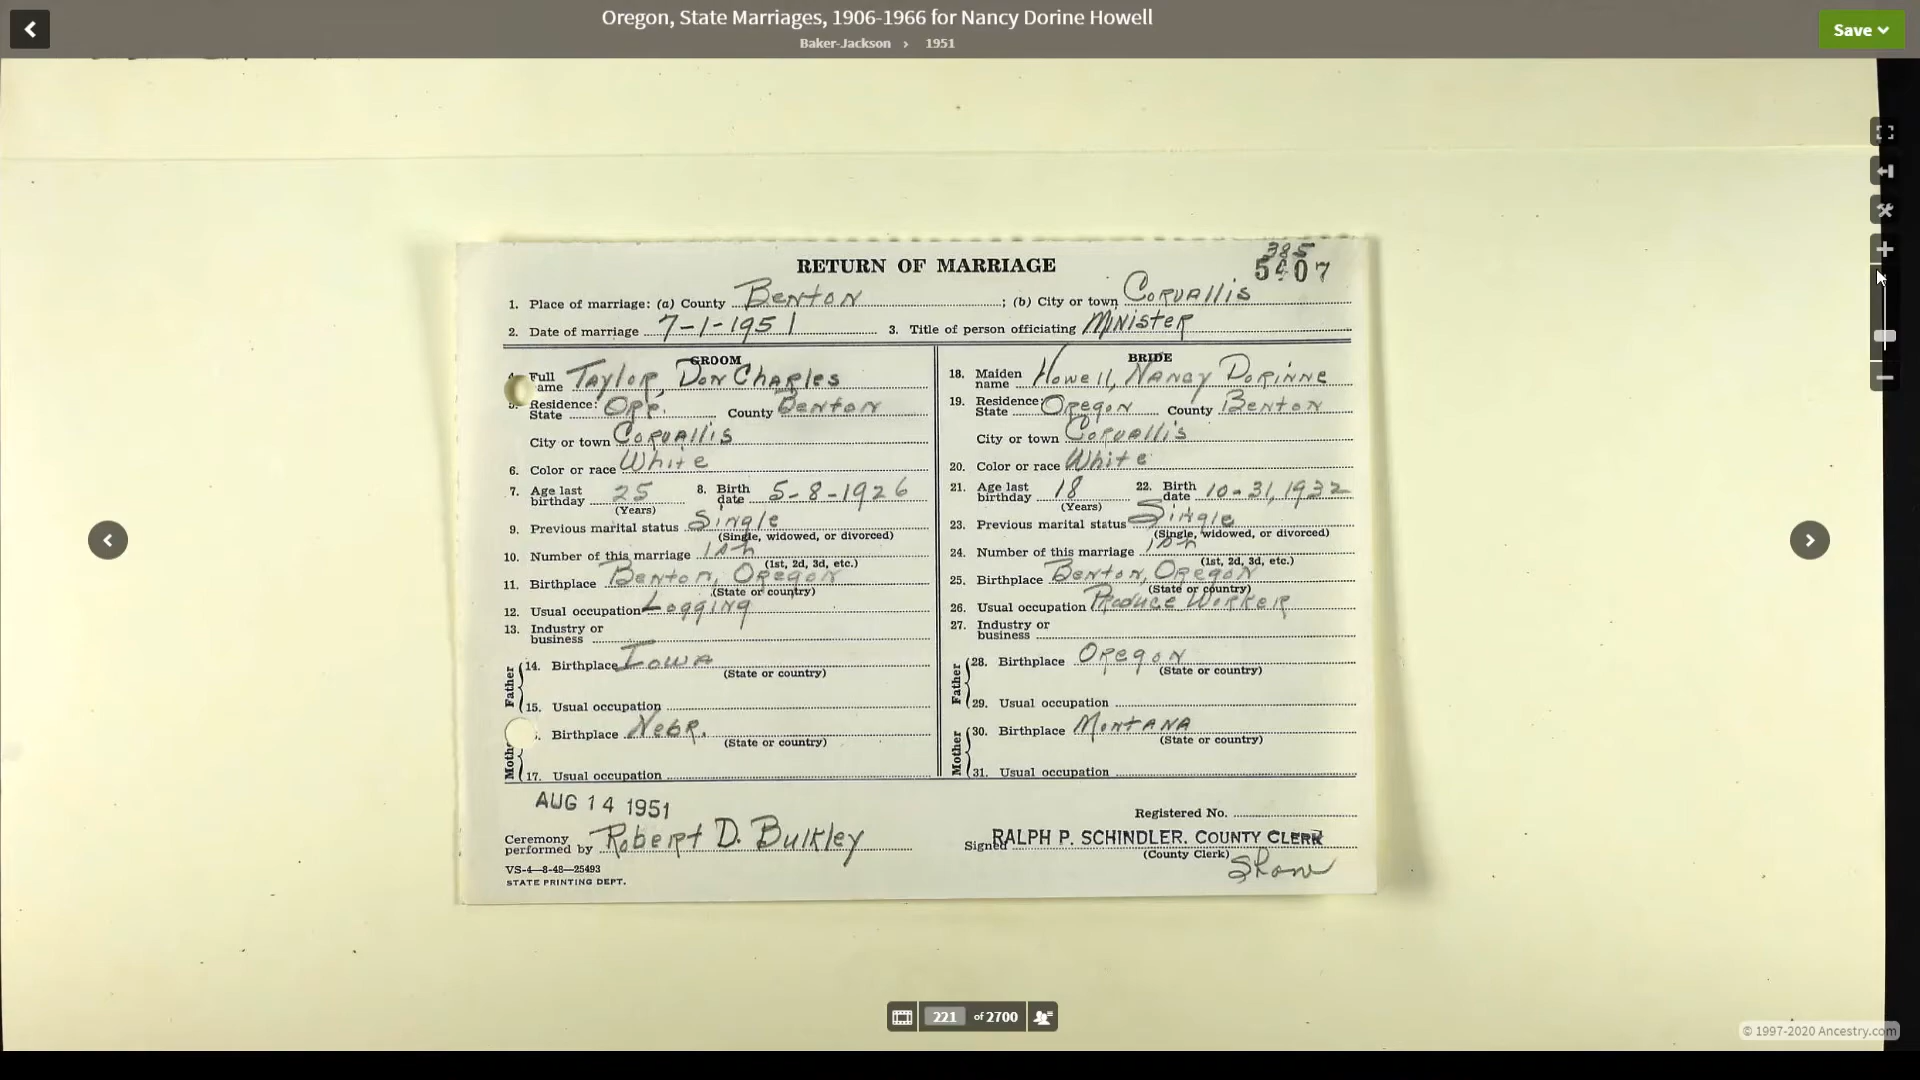 Oregon, State Marriages, 1906-1966 for Nancy Dorine Howell
Baker-Jackson › 1951
Save
385
5407
RETURN OF MARRIAGE
1. Place of marriage: (a) County Benton ; (b) City or town Corvallis
2. Date of marriage 7-1-1951 3. Title of person officiating Minister
GROOM
Full name Taylor, Don Charles
5. Residence: State Ore. County Benton
City or town Corvallis
6. Color or race White
7. Age last birthday 25 (Years) 8. Birth date 5-8-1926
9. Previous marital status Single
(Single, widowed, or divorced)
10. Number of this marriage
(1st, 2d, 3d, etc.)
11. Birthplace Benton, Oregon
(State or country)
12. Usual occupation Logging
13. Industry or business
Father
14. Birthplace Iowa
(State or country)
15. Usual occupation
Birthplace Nebr.
(State or country)
17. Usual occupation
BRIDE
18. Maiden name Howell, Nancy Dorinne
19. Residence: State Oregon County Benton
City or town Corvallis
20. Color or race White
21. Age last birthday 18 (Years) 22. Birth date 10-31, 1932
23. Previous marital status Single
(Single, widowed, or divorced)
24. Number of this marriage
(1st, 2d, 3d, etc.)
25. Birthplace Benton, Oregon
(State or country)
26. Usual occupation Produce Worker
27. Industry or business
Father
28. Birthplace Oregon
(State or country)
29. Usual occupation
Mother
30. Birthplace Montana
(State or country)
31. Usual occupation
AUG 14 1951
Ceremony performed by Robert D. Bulkley
VS-4—8-48—25493
STATE PRINTING DEPT.
Registered No.
Signed RALPH P. SCHINDLER. COUNTY CLERK
(County Clerk)
221 of 2700
© 1997-2020 Ancestry.com